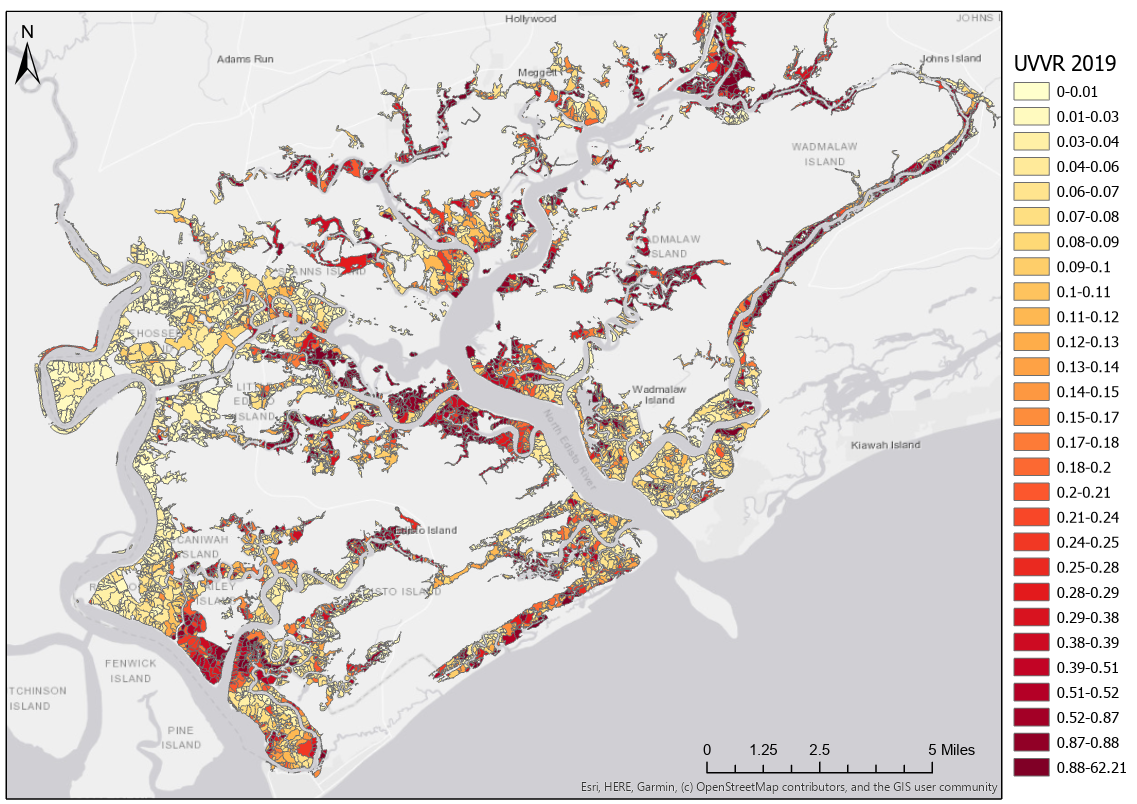 N
Hollywood
JOHNS I
Adams Run
Johns Island
Meggett
WADMALAW
ISLAND
ISLAND
Wadmalaw
Island
North Edisto River
Kiawah Island
Edisto Island
FENWICK
ISLAND
TCHINSON
ISLAND
PINE
ISLAND
0 1.25 2.5 5 Miles
Esri, HERE, Garmin, (c) OpenStreetMap contributors, and the GIS user community
UVVR 2019
0-0.01
0.01-0.03
0.03-0.04
0.04-0.06
0.06-0.07
0.07-0.08
0.08-0.09
0.09-0.1
0.1-0.11
0.11-0.12
0.12-0.13
0.13-0.14
0.14-0.15
0.15-0.17
0.17-0.18
0.18-0.2
0.2-0.21
0.21-0.24
0.24-0.25
0.25-0.28
0.28-0.29
0.29-0.38
0.38-0.39
0.39-0.51
0.51-0.52
0.52-0.87
0.87-0.88
0.88-62.21